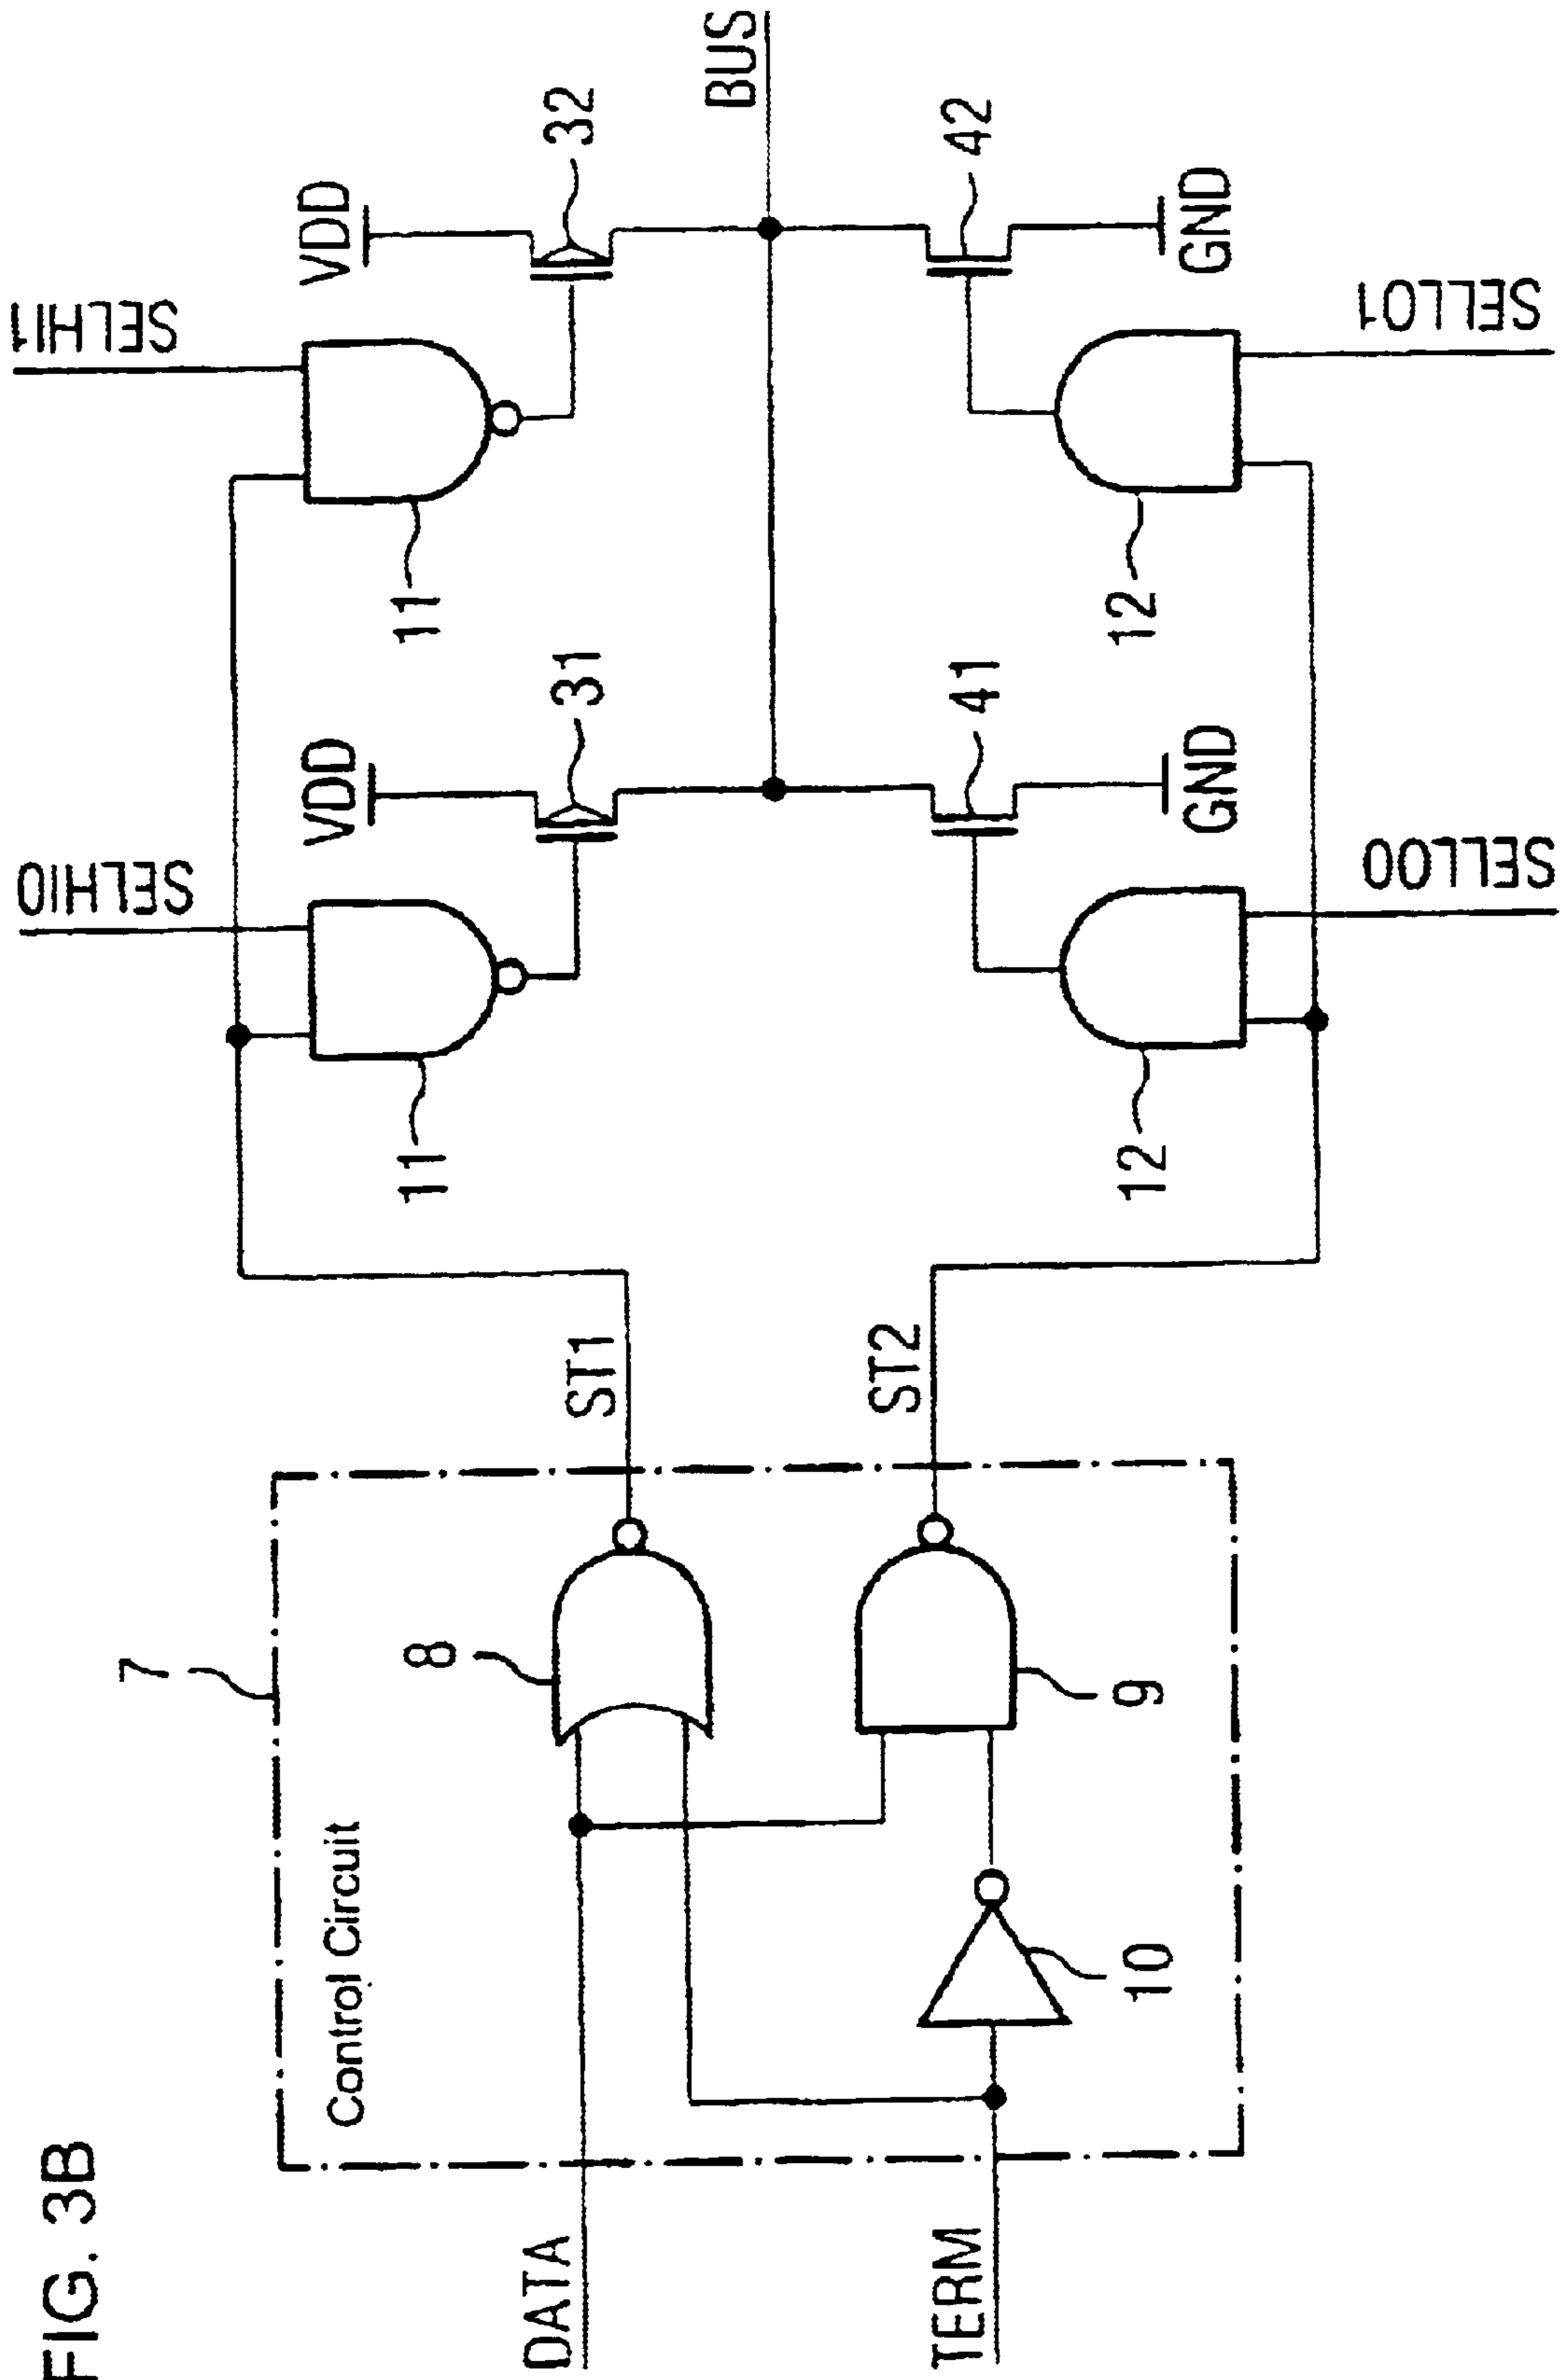 FIG. 3B
SELHI0
SELHI1
VDD
VDD
11
11
31
32
7
Control Circuit
8
DATA
ST1
BUS
ST2
TERM
10
9
41
42
12
12
GND
GND
SELLO0
SELLO1